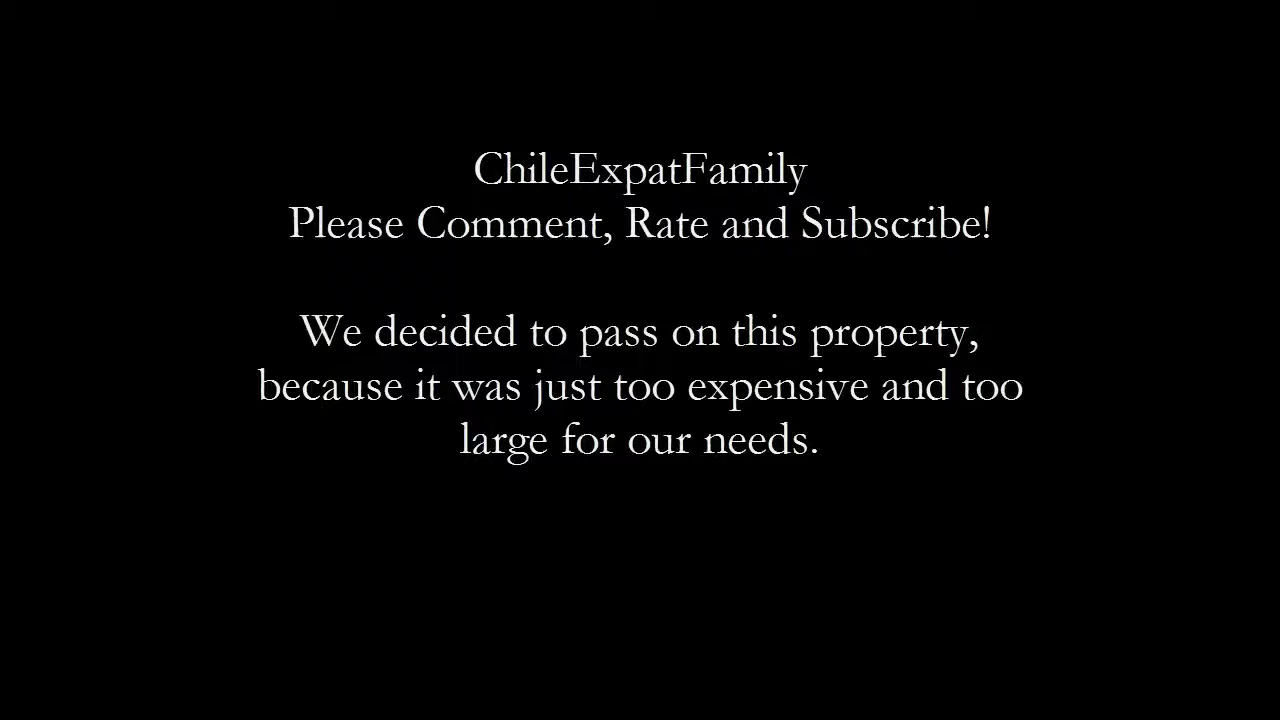 ChileExpatFamily
Please Comment, Rate and Subscribe!
We decided to pass on this property,
because it was just too expensive and too
large for our needs.